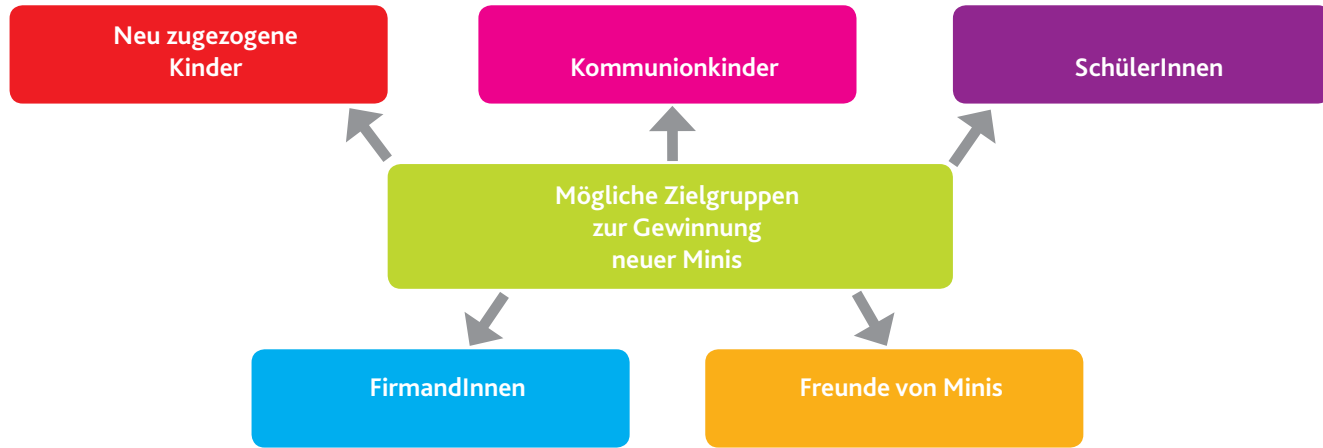 Neu zugezogene
Kinder
Kommunionkinder
SchülerInnen
Mögliche Zielgruppen
zur Gewinnung
neuer Minis
FirmandInnen
Freunde von Minis